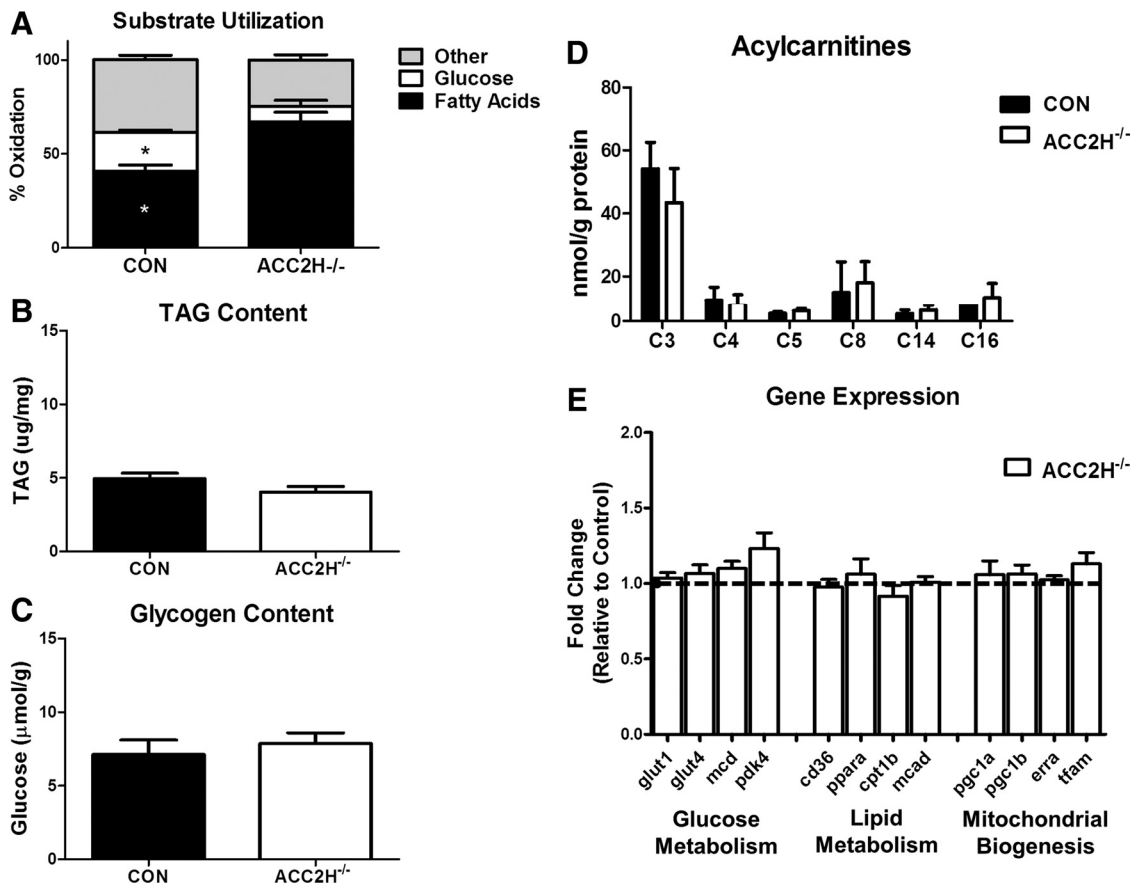 A
Substrate Utilization
100
50
0
% Oxidation
*
*
CON
ACC2H-/-
Other
Glucose
Fatty Acids
B
TAG Content
15
10
5
0
TAG (ug/mg)
CON
ACC2H-/-
C
Glycogen Content
15
10
5
0
Glucose (μmol/g)
CON
ACC2H-/-
D
Acylcarnitines
80
60
40
20
0
nmol/g protein
CON
ACC2H-/-
C3 C4 C5 C8 C14 C16
E
Gene Expression
2.0
1.5
1.0
0.5
0.0
Fold Change
(Relative to Control)
ACC2H-/-
glut1 glut4 mcd pdk4 cd36 ppara cpt1b mcad pgc1a pgc1b erra tfam
Glucose
Metabolism
Lipid
Metabolism
Mitochondrial
Biogenesis